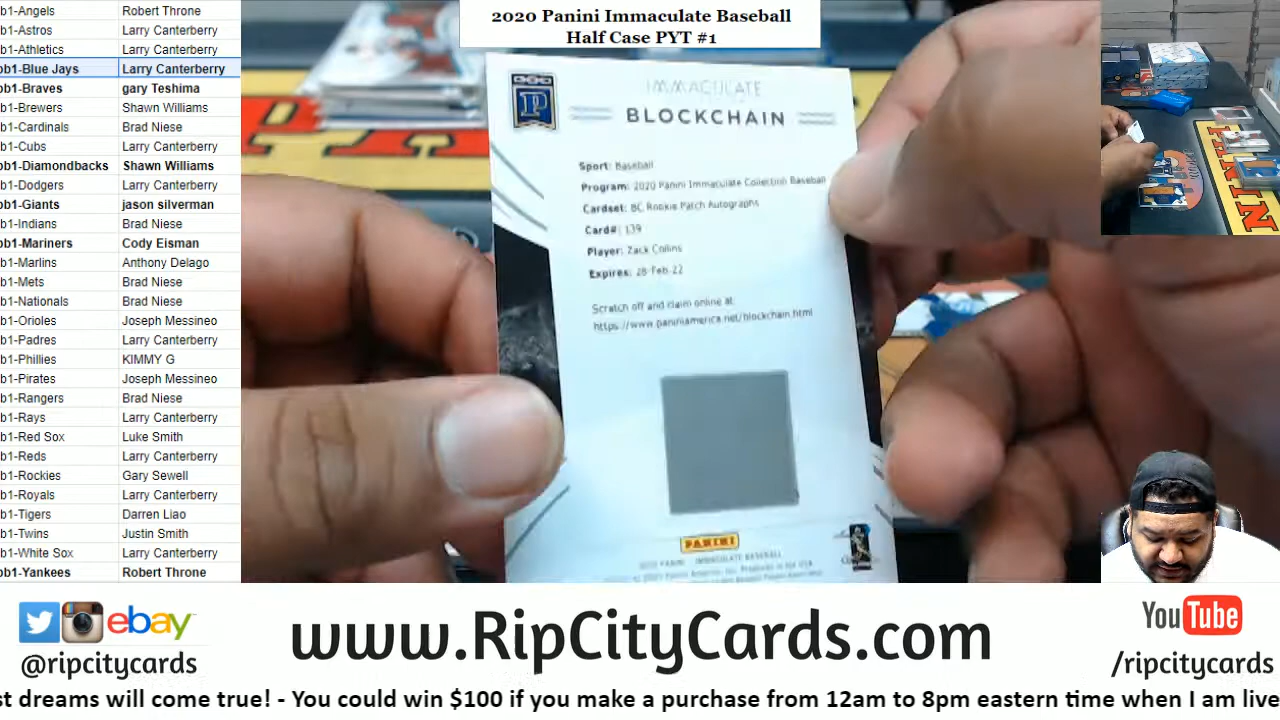 2020 Panini Immaculate Baseball
Half Case PYT #1
b1-Angels Robert Throne
b1-Astros Larry Canterberry
b1-Athletics Larry Canterberry
ob1-Blue Jays Larry Canterberry
ob1-Braves gary Teshima
b1-Brewers Shawn Williams
b1-Cardinals Brad Niese
b1-Cubs Larry Canterberry
ob1-Diamondbacks Shawn Williams
b1-Dodgers Larry Canterberry
ob1-Giants jason silverman
b1-Indians Brad Niese
ob1-Mariners Cody Eisman
b1-Marlins Anthony Delago
b1-Mets Brad Niese
b1-Nationals Brad Niese
b1-Orioles Joseph Messineo
b1-Padres Larry Canterberry
b1-Phillies KIMMY G
b1-Pirates Joseph Messineo
b1-Rangers Brad Niese
b1-Rays Larry Canterberry
b1-Red Sox Luke Smith
b1-Reds Larry Canterberry
b1-Rockies Gary Sewell
b1-Royals Larry Canterberry
b1-Tigers Darren Liao
b1-Twins Justin Smith
b1-White Sox Larry Canterberry
ob1-Yankees Robert Throne
IMMACULATE
BLOCKCHAIN
Sport: Baseball
Program: 2020 Panini Immaculate Collection Baseball
Cardset: BC Rookie Patch Autographs
Card#: 139
Player: Zack Collins
Expires: 28-Feb-22
Scratch off and claim online at
https://www.paniniamerica.net/blockchain.html
PANINI
ebay
@ripcitycards
www.RipCityCards.com
YouTube
/ripcitycards
st dreams will come true! - You could win $100 if you make a purchase from 12am to 8pm eastern time when I am live